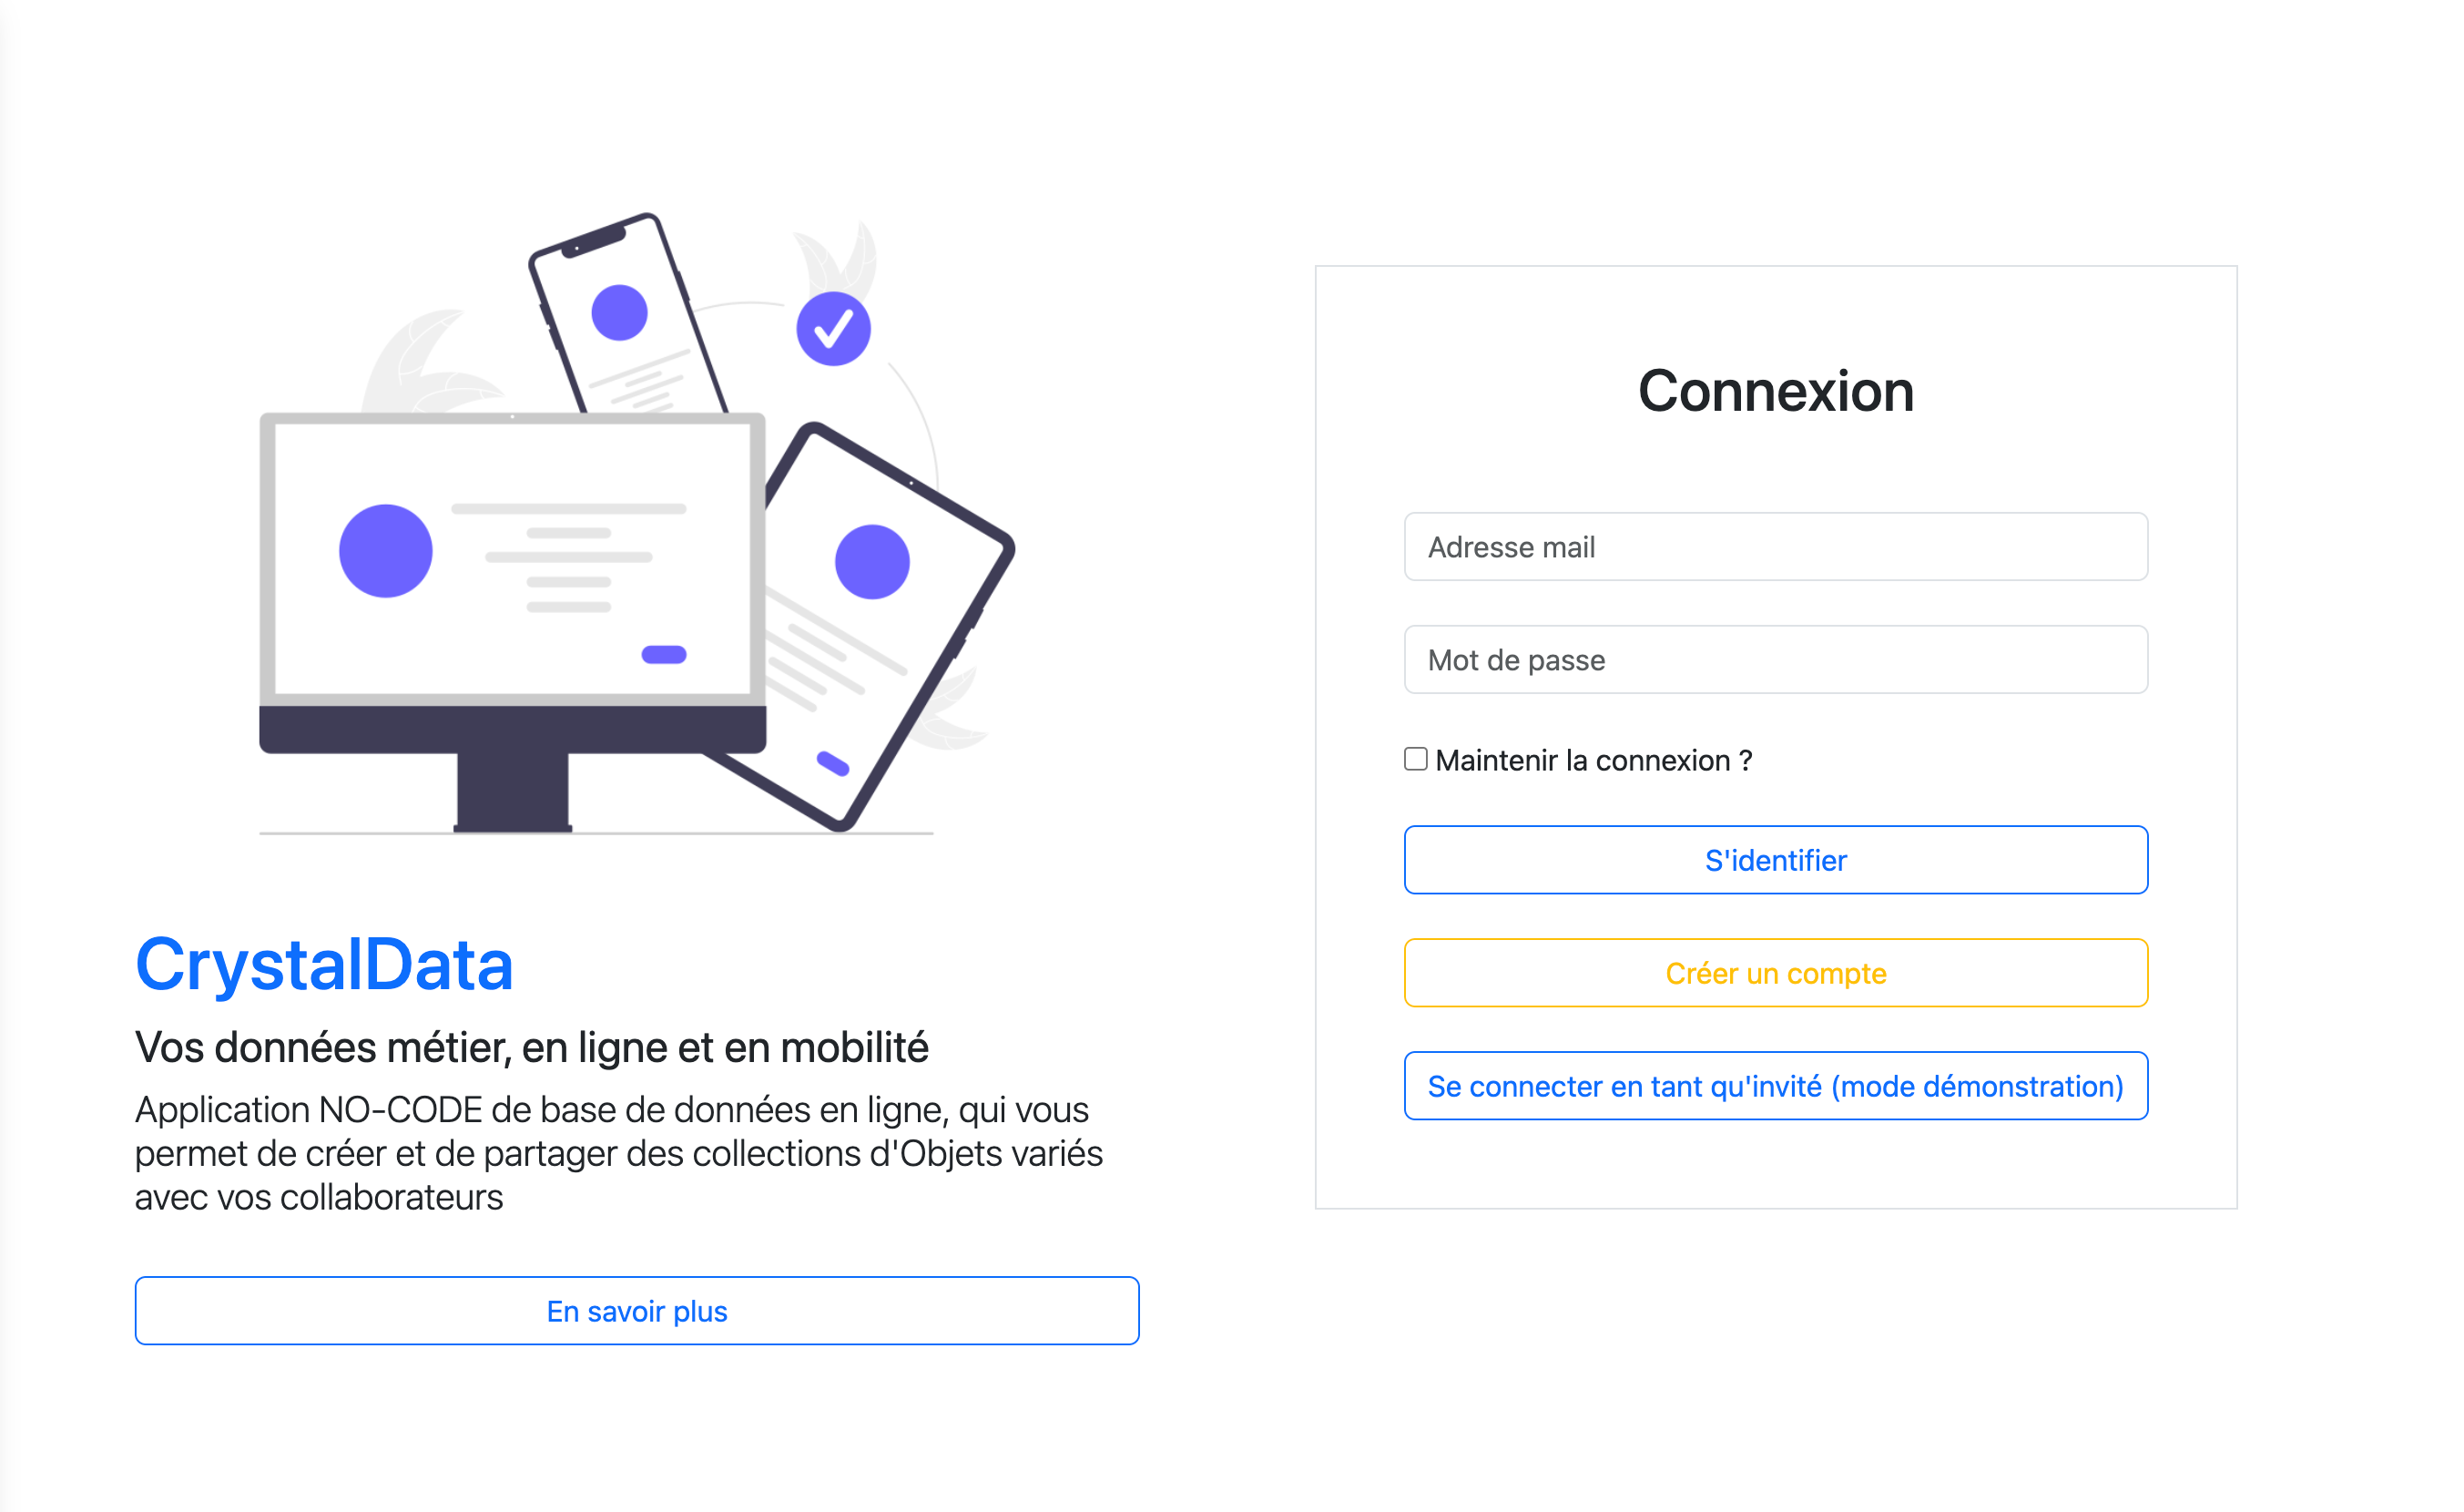 CrystalData
Vos données métier, en ligne et en mobilité
Application NO-CODE de base de données en ligne, qui vous
permet de créer et de partager des collections d'Objets variés
avec vos collaborateurs
En savoir plus
Connexion
Adresse mail
Mot de passe
Maintenir la connexion ?
S'identifier
Créer un compte
Se connecter en tant qu'invité (mode démonstration)